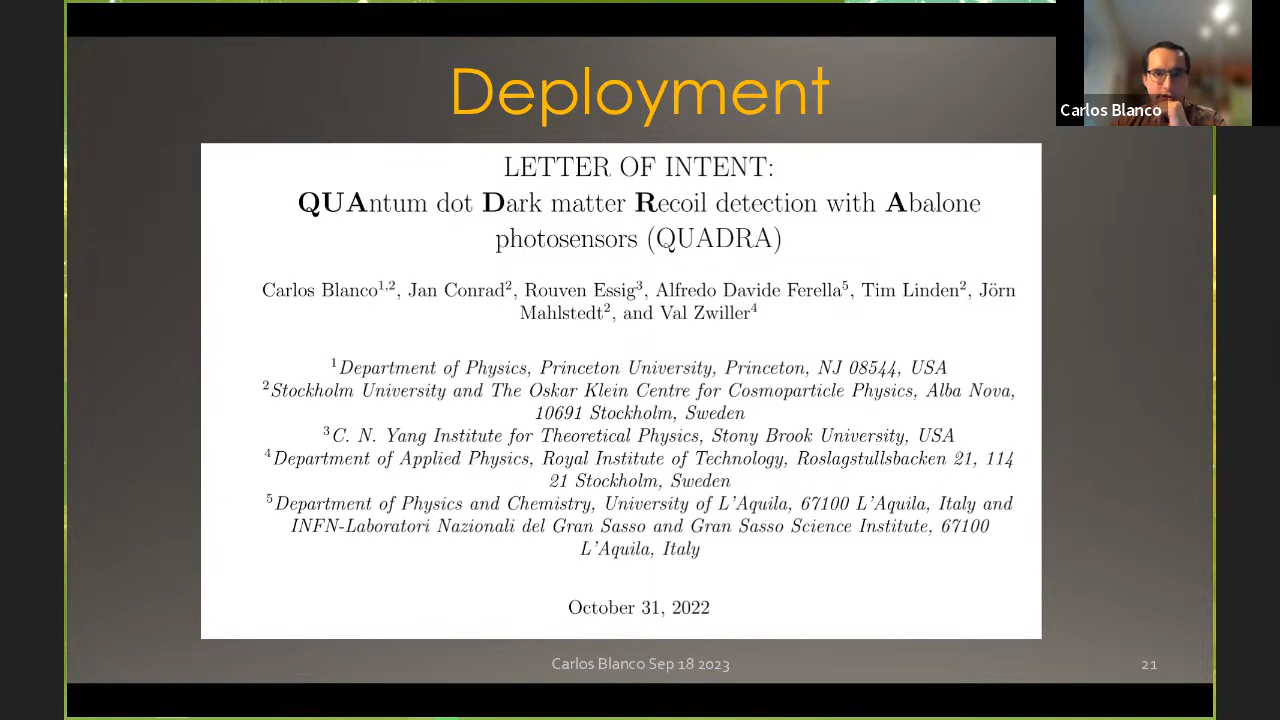 Deployment
Carlos Blanco
LETTER OF INTENT:
QUAntum dot Dark matter Recoil detection with Abalone
photosensors (QUADRA)
Carlos Blanco1,2, Jan Conrad2, Rouven Essig3, Alfredo Davide Ferella5, Tim Linden2, Jörn
Mahlstedt2, and Val Zwiller4
1Department of Physics, Princeton University, Princeton, NJ 08544, USA
2Stockholm University and The Oskar Klein Centre for Cosmoparticle Physics, Alba Nova,
10691 Stockholm, Sweden
3C. N. Yang Institute for Theoretical Physics, Stony Brook University, USA
4Department of Applied Physics, Royal Institute of Technology, Roslagstullsbacken 21, 114
21 Stockholm, Sweden
5Department of Physics and Chemistry, University of L'Aquila, 67100 L'Aquila, Italy and
INFN-Laboratori Nazionali del Gran Sasso and Gran Sasso Science Institute, 67100
L'Aquila, Italy
October 31, 2022
Carlos Blanco Sep 18 2023
21